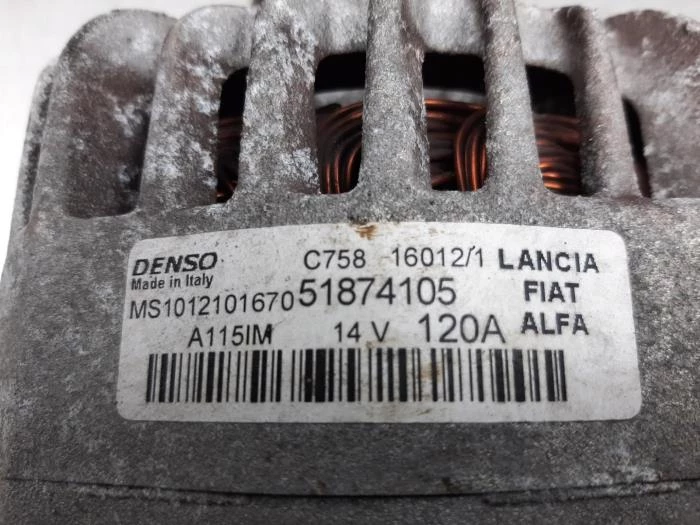 DENSO C758 16012/1 LANCIA
Made in Italy
MS1012101670 51874105 FIAT
A115IM 14 V 120A ALFA